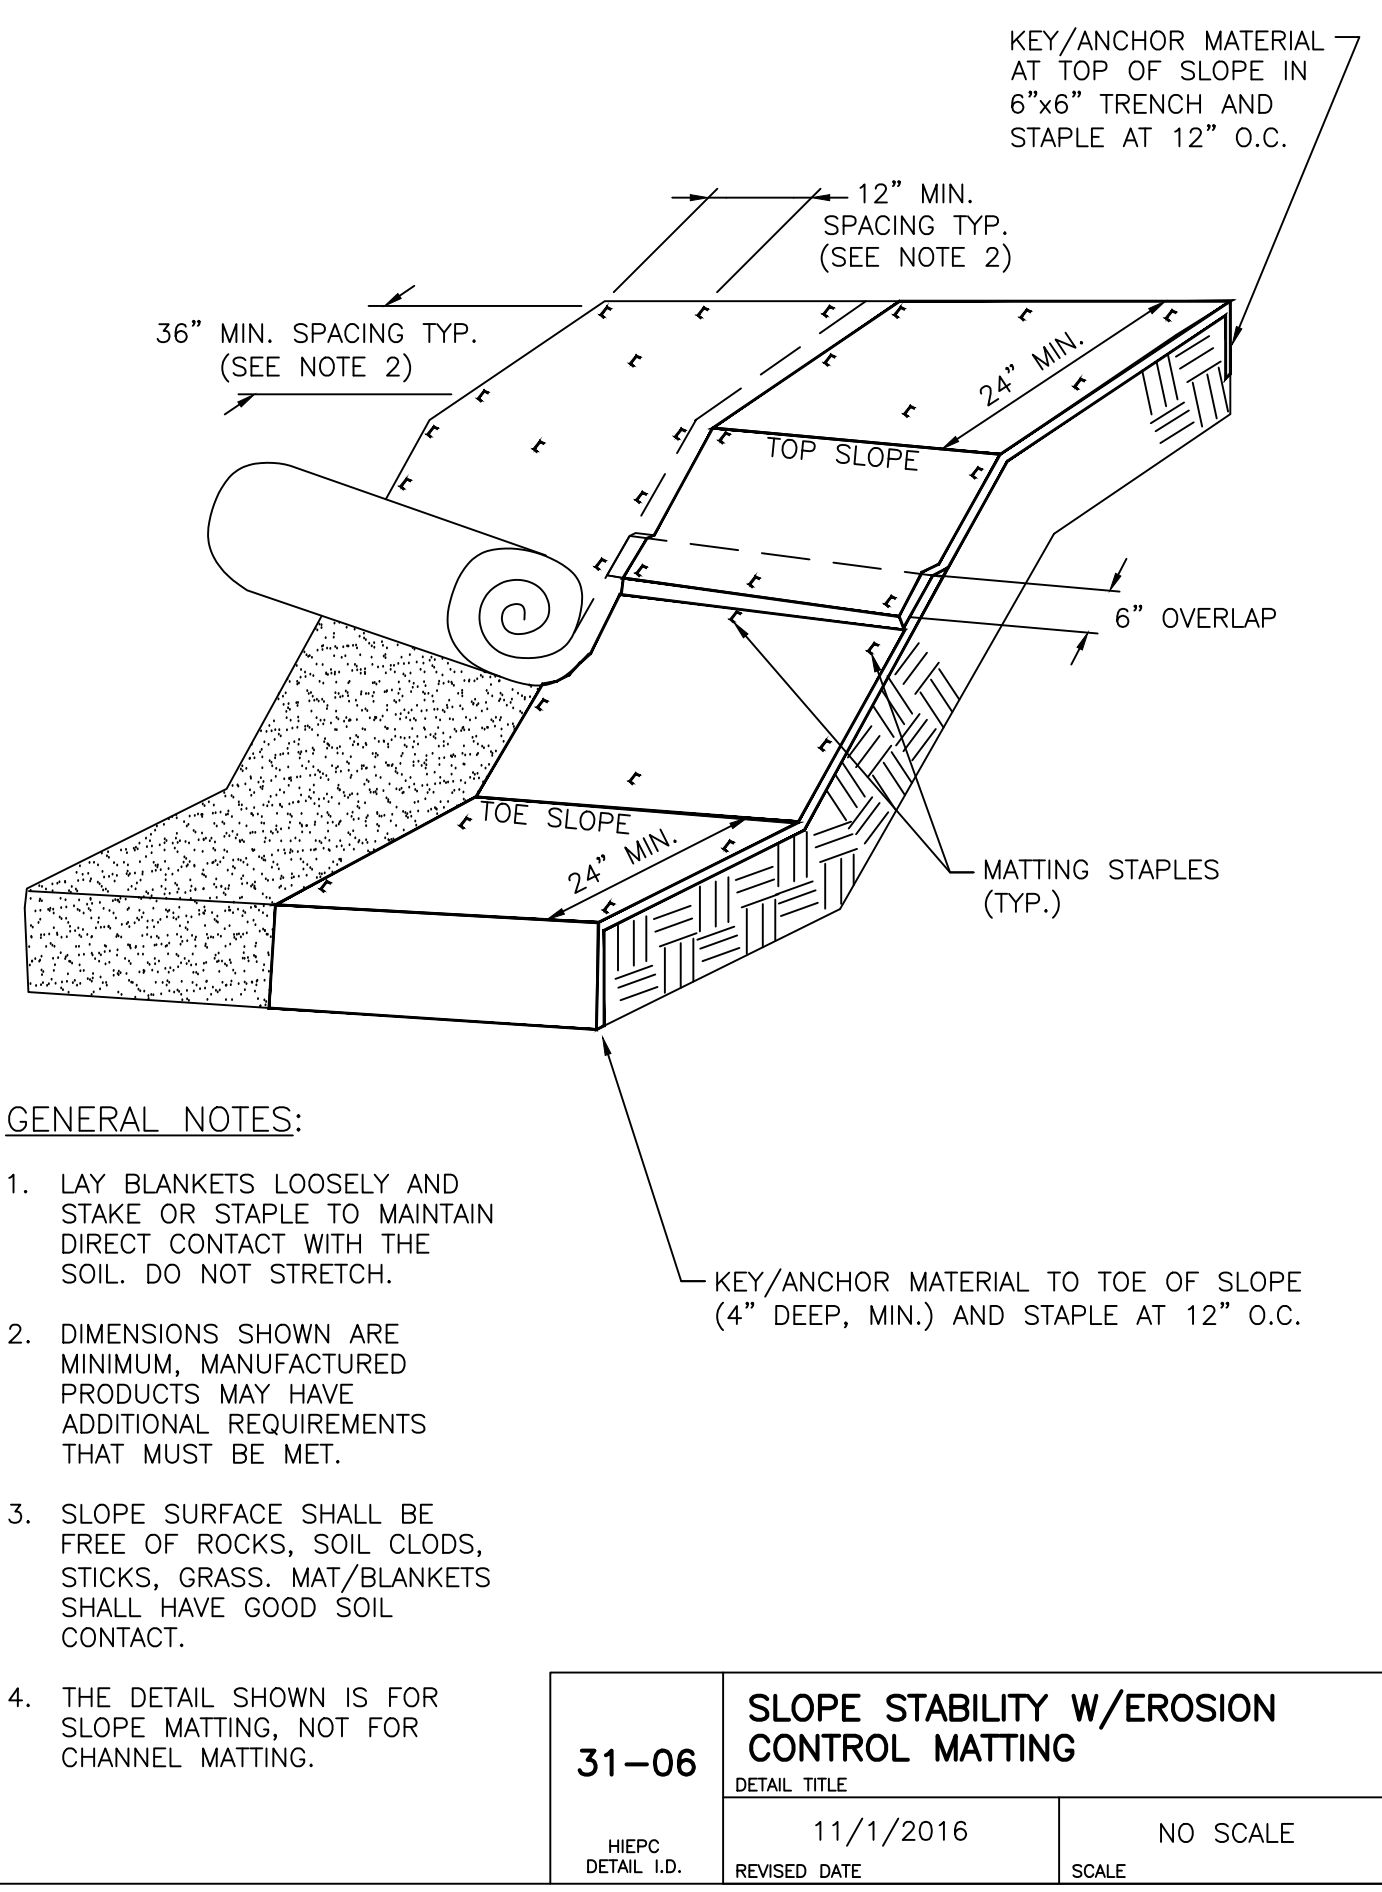 KEY/ANCHOR MATERIAL
AT TOP OF SLOPE IN
6”x6” TRENCH AND
STAPLE AT 12” O.C.
12” MIN.
SPACING TYP.
(SEE NOTE 2)
36” MIN. SPACING TYP.
(SEE NOTE 2)
24” MIN.
TOP SLOPE
6” OVERLAP
TOE SLOPE
24” MIN.
MATTING STAPLES
(TYP.)
KEY/ANCHOR MATERIAL TO TOE OF SLOPE
(4” DEEP, MIN.) AND STAPLE AT 12” O.C.
GENERAL NOTES:
1. LAY BLANKETS LOOSELY AND
STAKE OR STAPLE TO MAINTAIN
DIRECT CONTACT WITH THE
SOIL. DO NOT STRETCH.
2. DIMENSIONS SHOWN ARE
MINIMUM, MANUFACTURED
PRODUCTS MAY HAVE
ADDITIONAL REQUIREMENTS
THAT MUST BE MET.
3. SLOPE SURFACE SHALL BE
FREE OF ROCKS, SOIL CLODS,
STICKS, GRASS. MAT/BLANKETS
SHALL HAVE GOOD SOIL
CONTACT.
4. THE DETAIL SHOWN IS FOR
SLOPE MATTING, NOT FOR
CHANNEL MATTING.
31-06
HIEPC
DETAIL I.D.
SLOPE STABILITY W/EROSION
CONTROL MATTING
DETAIL TITLE
11/1/2016
REVISED DATE
NO SCALE
SCALE